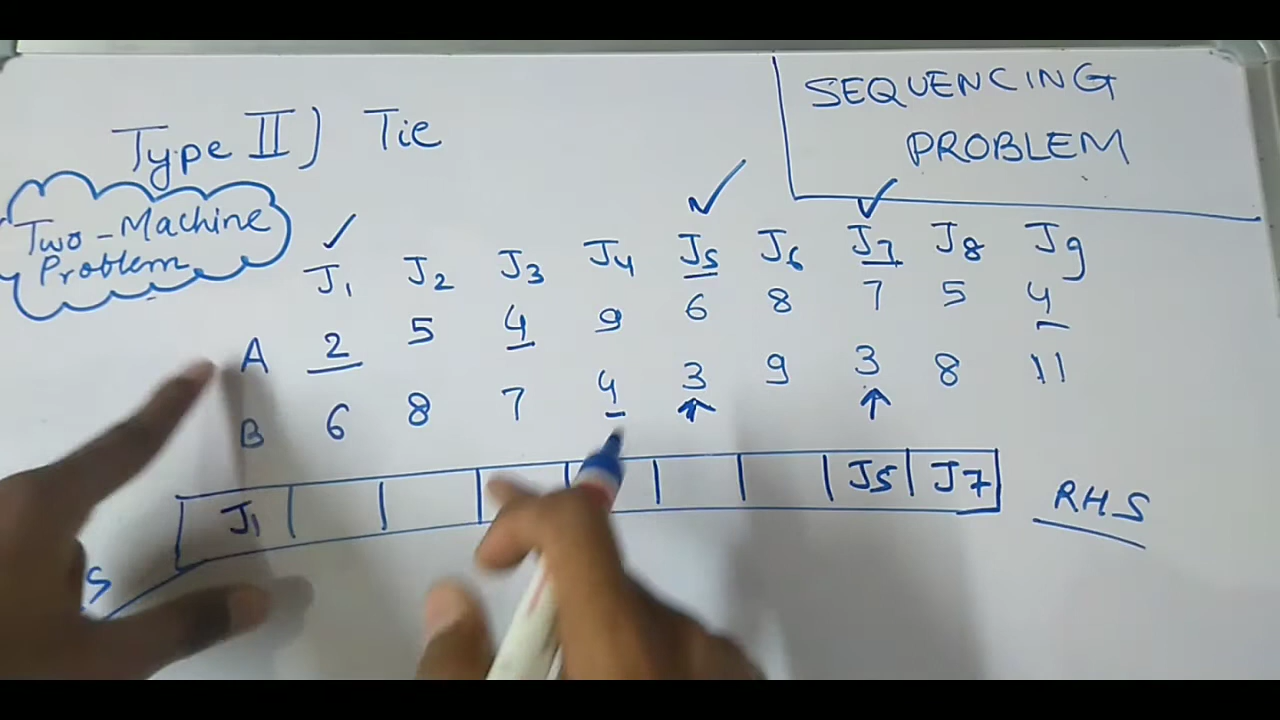 SEQUENCING
PROBLEM
Type II) Tie
Two-Machine
Problem
J1 J2 J3 J4 J5 J6 J7 J8 J9
A 2 5 4 9 6 8 7 5 4
B 6 8 7 4 3 9 3 8 11
J1 J5 J7
RHS
S